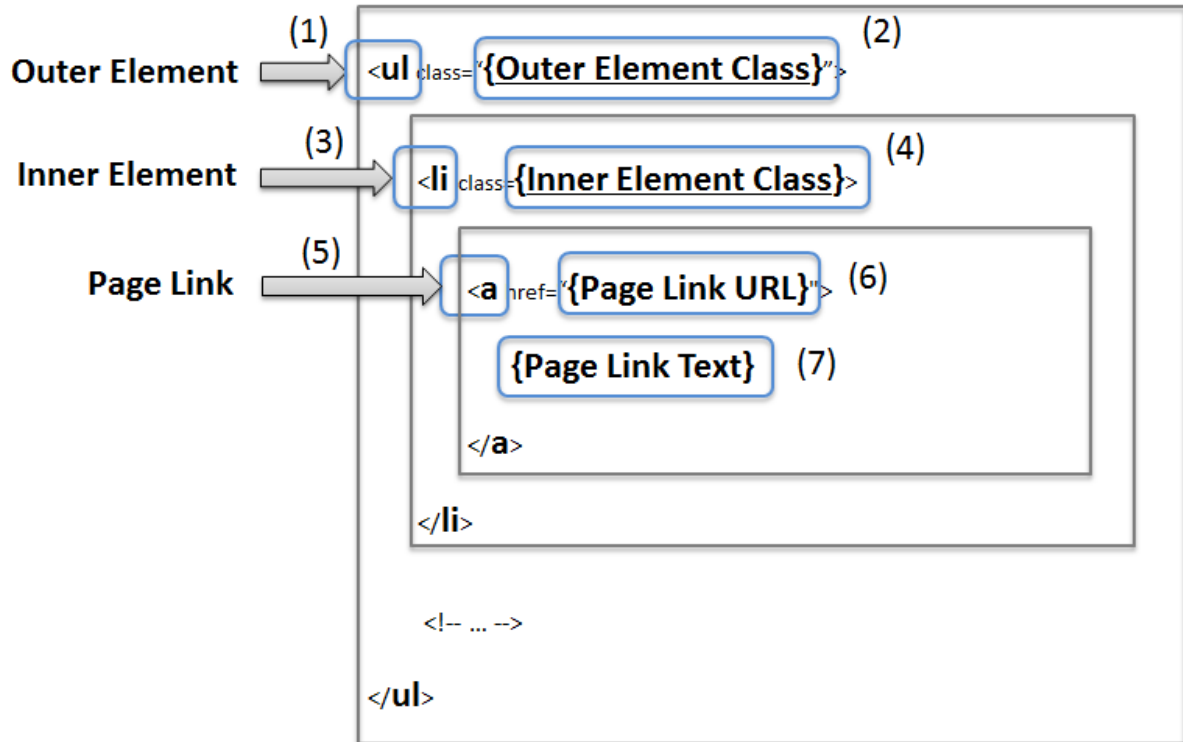 (1) (2)
Outer Element <ul class="{Outer Element Class}">
(3) (4)
Inner Element <li class={Inner Element Class}>
(5)
Page Link <a href="{Page Link URL}"> (6)
{Page Link Text} (7)
</a>
</li>
<!-- ... -->
</ul>